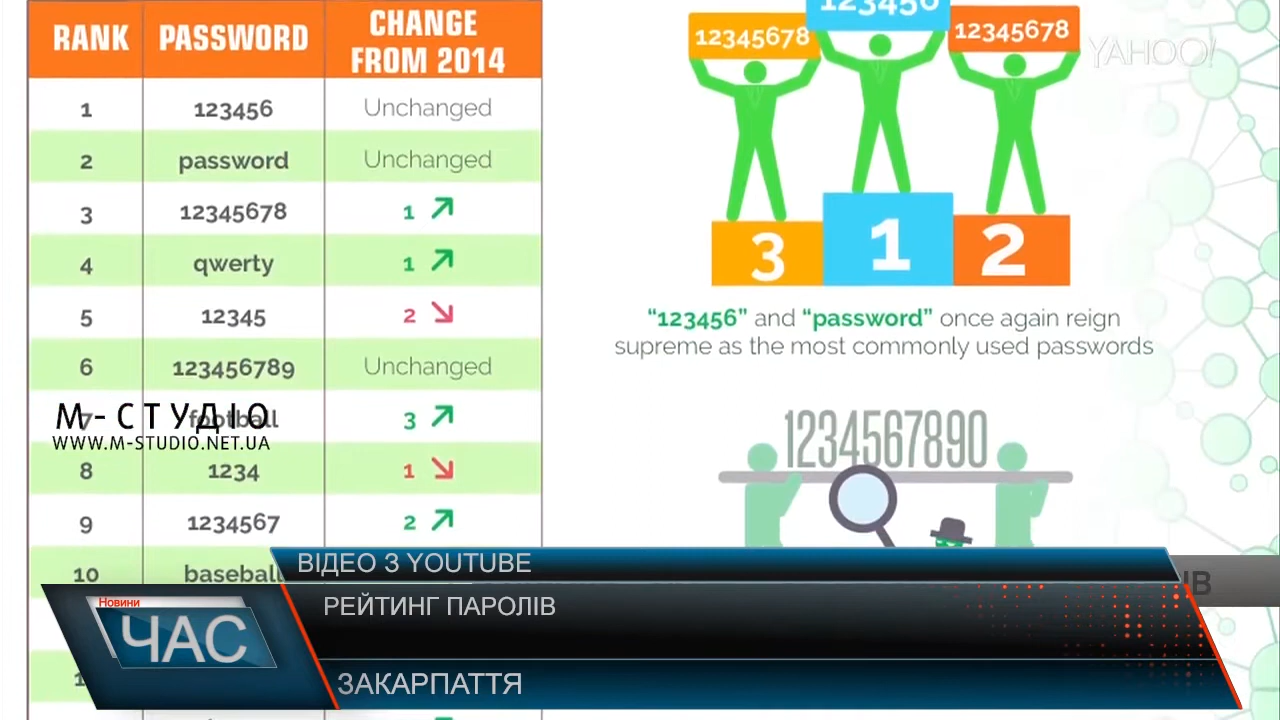 RANK PASSWORD CHANGE FROM 2014
1 123456 Unchanged
2 password Unchanged
3 12345678 1
4 qwerty 1
5 12345 2
6 123456789 Unchanged
7 football 3
8 1234 1
9 1234567 2
10 baseball
12345678 123456 12345678
YAHOO!
3 1 2
“123456” and “password” once again reign
supreme as the most commonly used passwords
1234567890
М-СТУДІО
WWW.M-STUDIO.NET.UA
ВІДЕО З YOUTUBE
РЕЙТИНГ ПАРОЛІВ
Новини
ЧАС
ЗАКАРПАТТЯ